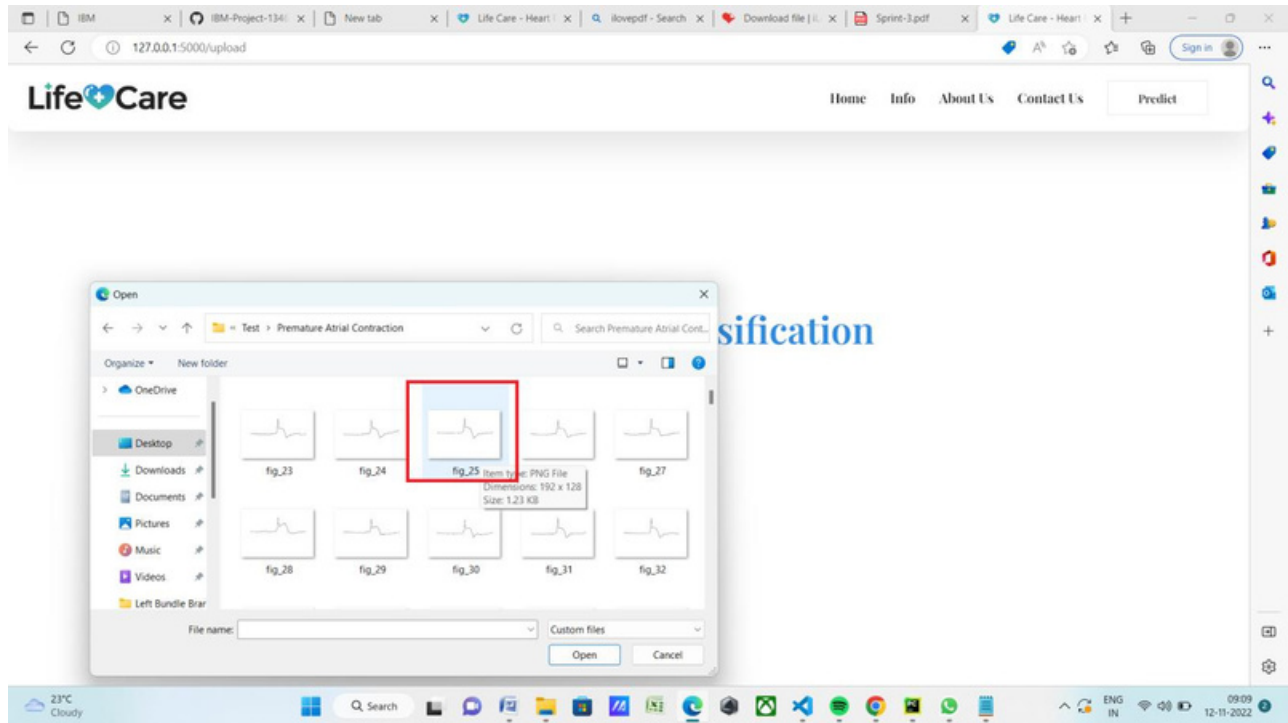 IBM
IBM-Project-134
New tab
Life Care - Heart
ilovepdf - Search
Download file | iL
Sprint-3.pdf
Life Care - Heart
127.0.0.1:5000/upload
Sign in
Life Care
Home Info About Us Contact Us Predict
sification
Open
« Test > Premature Atrial Contraction
Search Premature Atrial Cont...
Organize New folder
OneDrive
Desktop
Downloads
Documents
Pictures
Music
Videos
Left Bundle Brar
fig_23 fig_24 fig_25 fig_27
Item type: PNG File
Dimensions: 192 x 128
Size: 1.23 KB
fig_28 fig_29 fig_30 fig_31 fig_32
File name:
Custom files
Open Cancel
23°C
Cloudy
Search
ENG
IN
09:09
12-11-2022